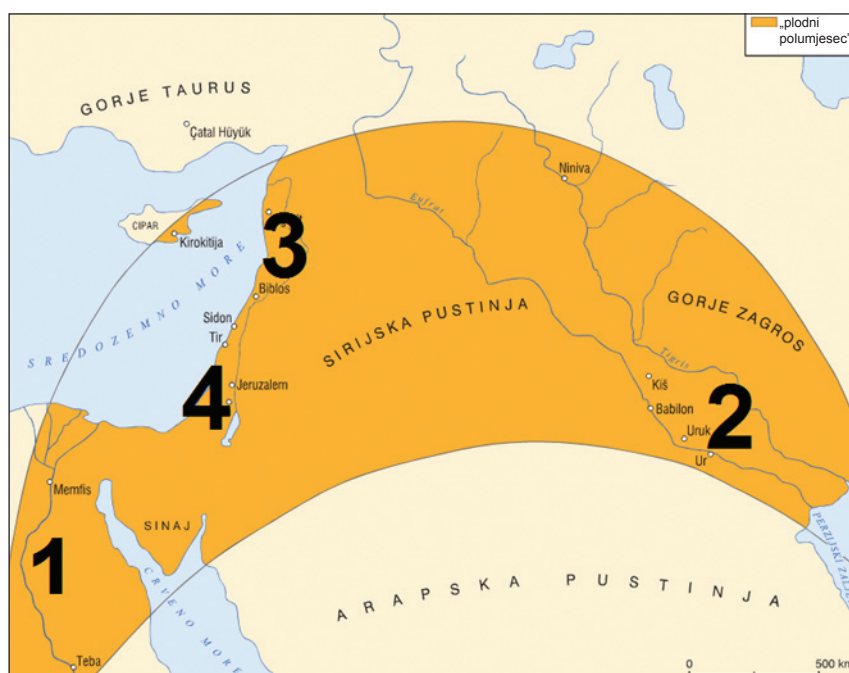 „plodni
polumjesec“
GORJE TAURUS
Çatal Hüyük
Niniva
CIPAR
Kirokitija
3
Eufrat
SREDOZEMNO MORE
Biblos
GORJE ZAGROS
SIRIJSKA PUSTINJA
Sidon
Tir
Tigris
4
Jeruzalem
Kiš
Babilon
2
Uruk
Ur
Memfis
SINAJ
PERZIJSKI
1
CRVENO MORE
ARAPSKA PUSTINJA
Teba
0 500 km